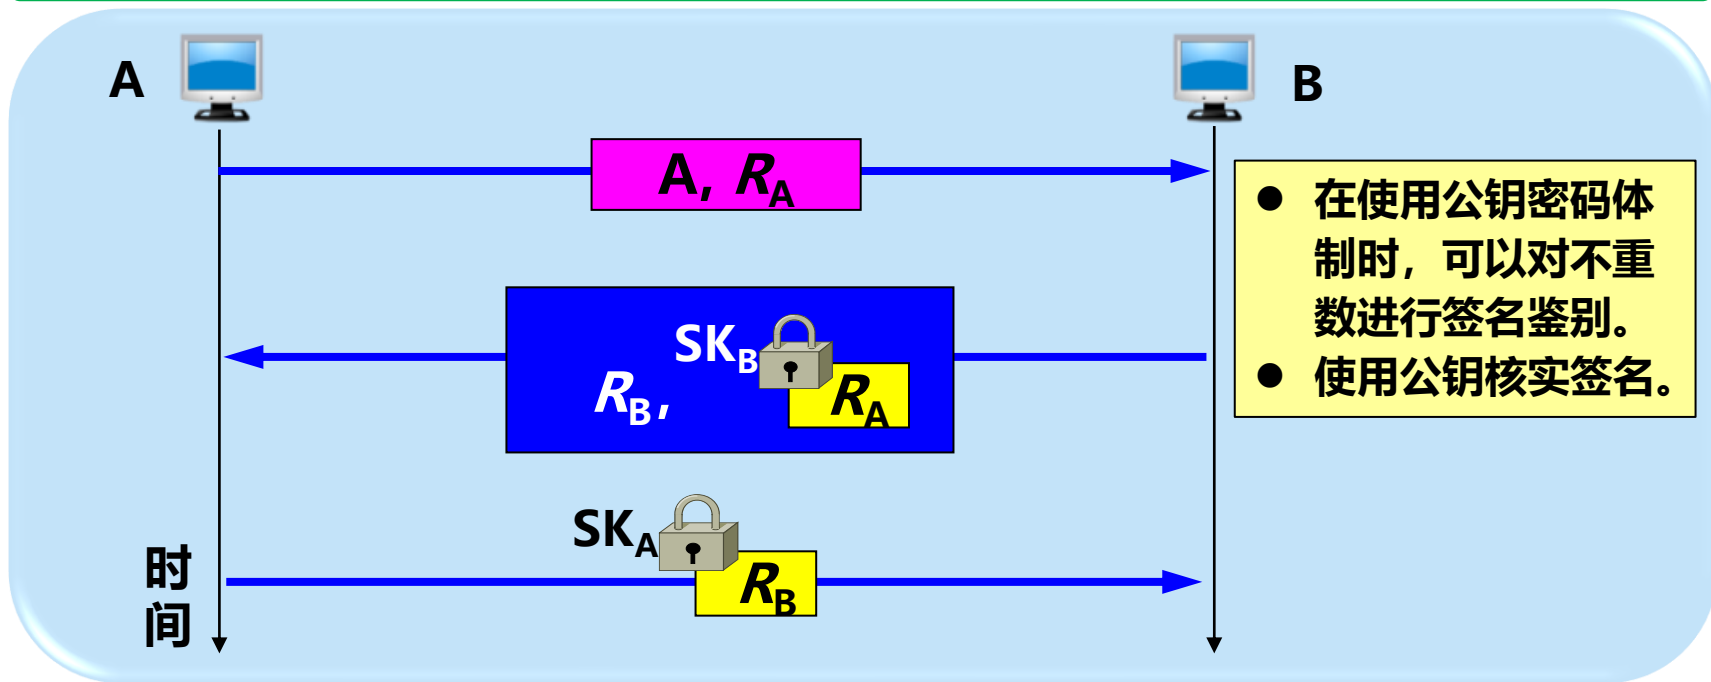 A
B
A, RA
● 在使用公钥密码体
制时，可以对不重
数进行签名鉴别。
● 使用公钥核实签名。
SKB
RB,
RA
SKA
RB
时
间